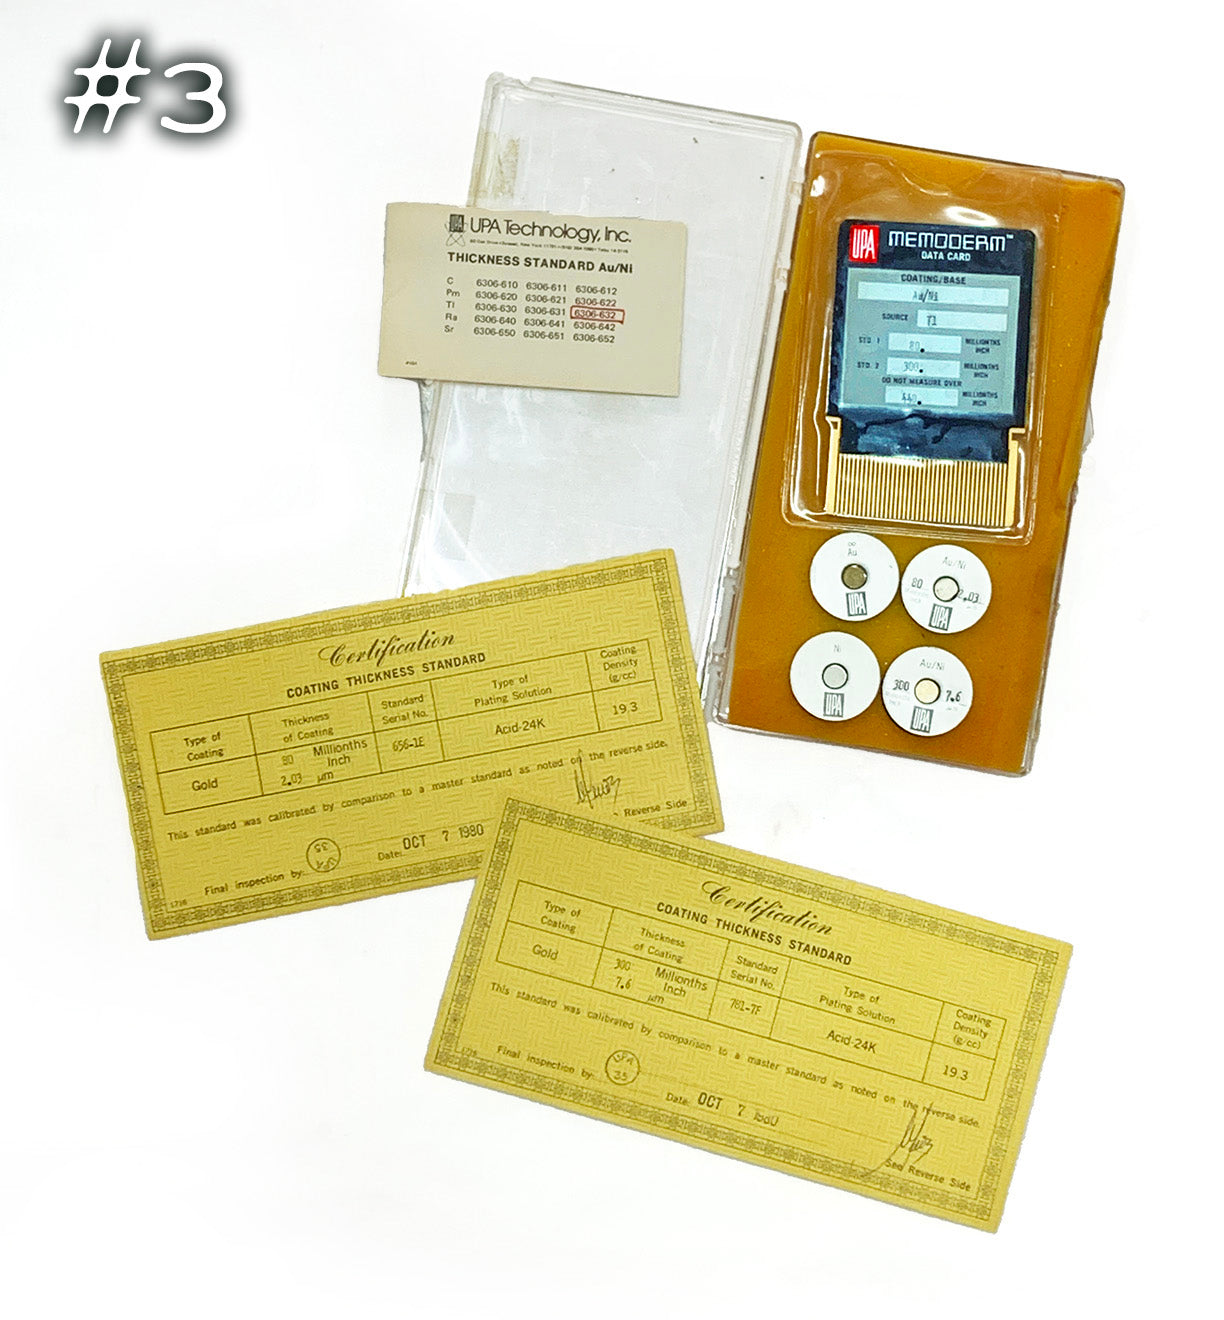 #3
UPA Technology, Inc.
THICKNESS STANDARD Au/Ni
C 6306-610 6306-611 6306-612
Pm 6306-620 6306-621 6306-622
Tl 6306-630 6306-631 6306-632
Ra 6306-640 6306-641 6306-642
Sr 6306-650 6306-651 6306-652
UPA MEMODERM™
DATA CARD
COATING/BASE
Au/Ni
SOURCE Tl
STD. 1 80. MILLIONTHS INCH
STD. 2 300. MILLIONTHS INCH
DO NOT MEASURE OVER
MILLIONTHS INCH
∞
Au
UPA
Au/Ni
80 2.03
UPA
Ni
UPA
Au/Ni
300 7.6
UPA
Certification
COATING THICKNESS STANDARD
Type of Coating
Thickness of Coating
Standard Serial No.
Type of Plating Solution
Coating Density (g/cc)
Gold
80 Millionths Inch
2.03 µm
656-1E
Acid-24K
19.3
This standard was calibrated by comparison to a master standard as noted on the reverse side.
Final inspection by: UPA 35
Date: OCT 7 1980
Reverse Side
1716
Certification
COATING THICKNESS STANDARD
Type of Coating
Thickness of Coating
Standard Serial No.
Type of Plating Solution
Coating Density (g/cc)
Gold
300 Millionths Inch
7.6 µm
781-7F
Acid-24K
19.3
This standard was calibrated by comparison to a master standard as noted on the reverse side.
Final inspection by: UPA 35
Date: OCT 7 1980
See Reverse Side
1716